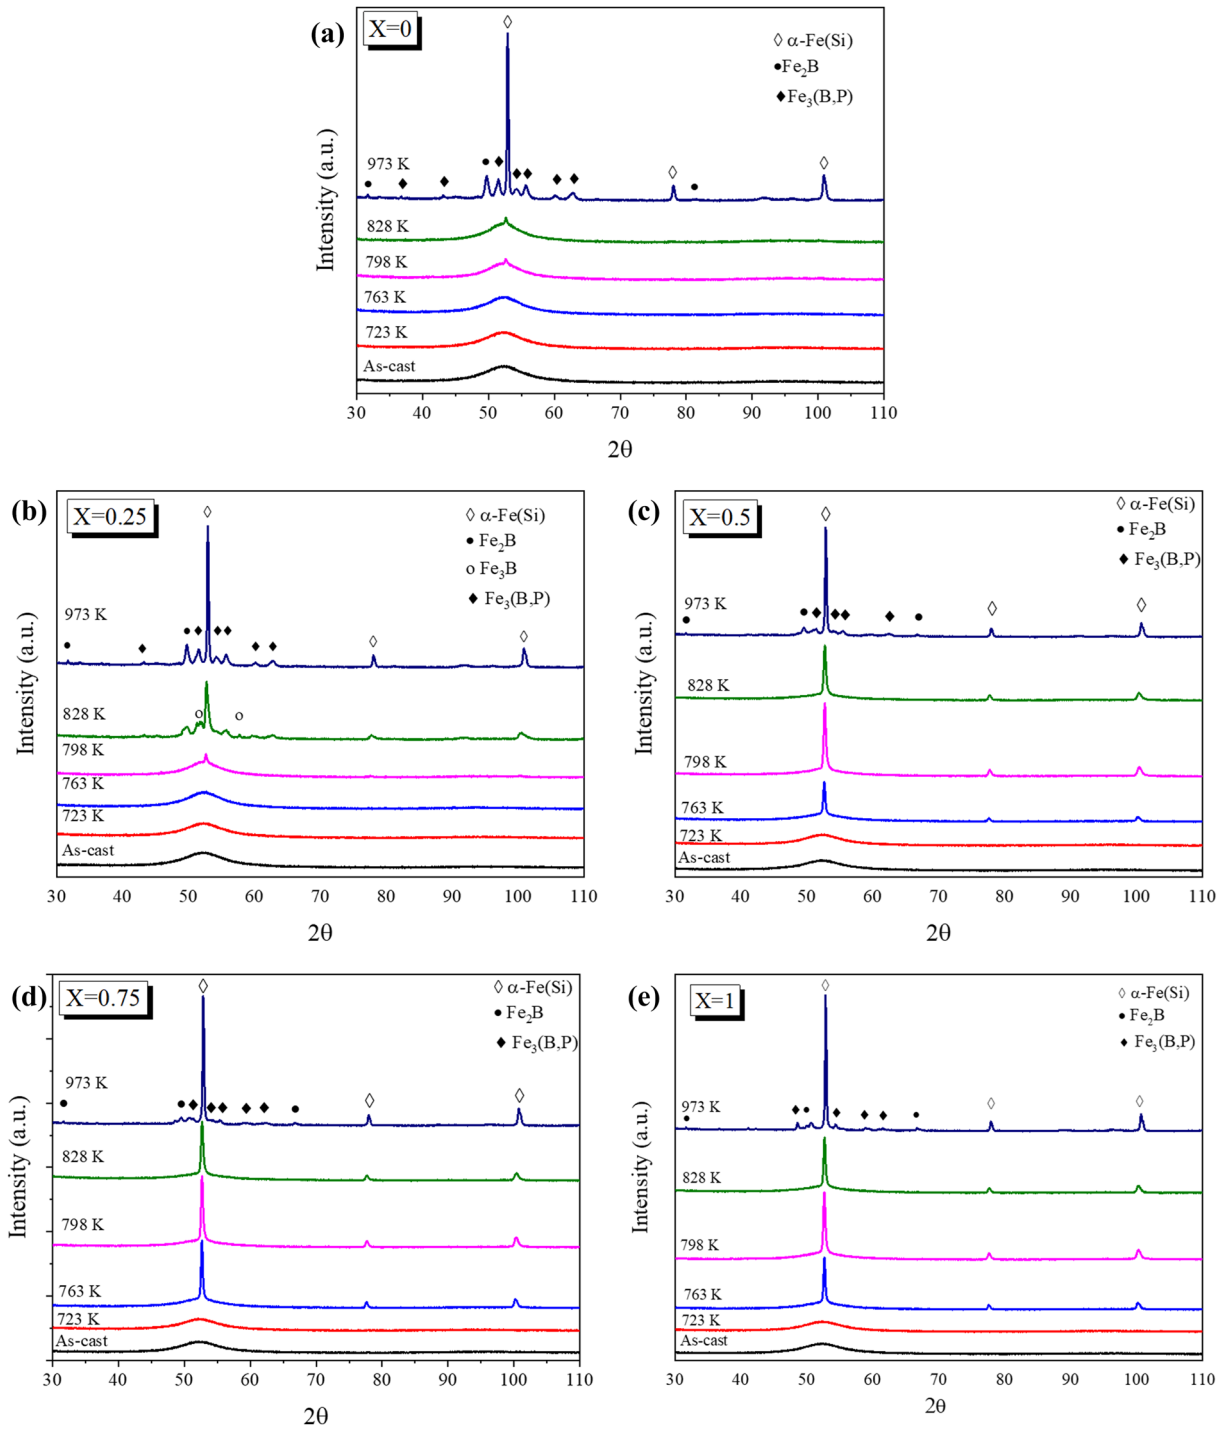 (a)
X=0
α-Fe(Si)
Fe2B
Fe3(B,P)
973 K
828 K
798 K
763 K
723 K
As-cast
Intensity (a.u.)
30 40 50 60 70 80 90 100 110
2θ
(b)
X=0.25
α-Fe(Si)
Fe2B
Fe3B
Fe3(B,P)
973 K
828 K
798 K
763 K
723 K
As-cast
Intensity (a.u.)
30 40 50 60 70 80 90 100 110
2θ
(c)
X=0.5
α-Fe(Si)
Fe2B
Fe3(B,P)
973 K
828 K
798 K
763 K
723 K
As-cast
Intensity (a.u.)
30 40 50 60 70 80 90 100 110
2θ
(d)
X=0.75
α-Fe(Si)
Fe2B
Fe3(B,P)
973 K
828 K
798 K
763 K
723 K
As-cast
Intensity (a.u.)
30 40 50 60 70 80 90 100 110
2θ
(e)
X=1
α-Fe(Si)
Fe2B
Fe3(B,P)
973 K
828 K
798 K
763 K
723 K
As-cast
Intensity (a.u.)
30 40 50 60 70 80 90 100 110
2θ